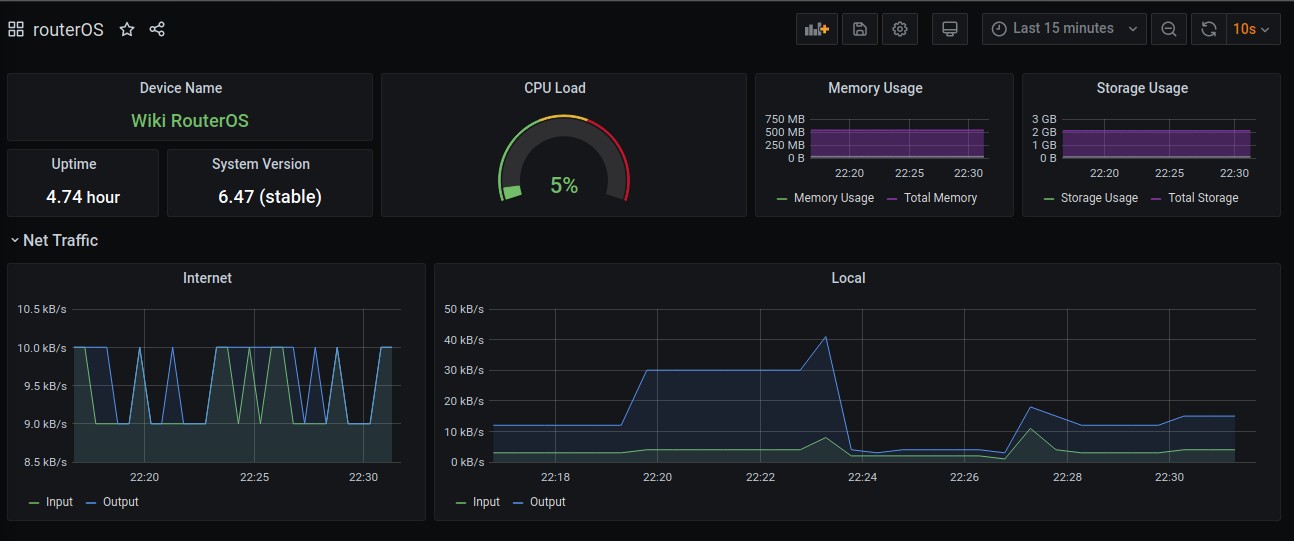 routerOS
Last 15 minutes
10s
Device Name
Wiki RouterOS
Uptime
4.74 hour
System Version
6.47 (stable)
CPU Load
5%
Memory Usage
750 MB
500 MB
250 MB
0 B
22:20 22:25 22:30
Memory Usage Total Memory
Storage Usage
3 GB
2 GB
1 GB
0 B
22:20 22:25 22:30
Storage Usage Total Storage
Net Traffic
Internet
10.5 kB/s
10.0 kB/s
9.5 kB/s
9.0 kB/s
8.5 kB/s
22:20 22:25 22:30
Input Output
Local
50 kB/s
40 kB/s
30 kB/s
20 kB/s
10 kB/s
0 kB/s
22:18 22:20 22:22 22:24 22:26 22:28 22:30
Input Output